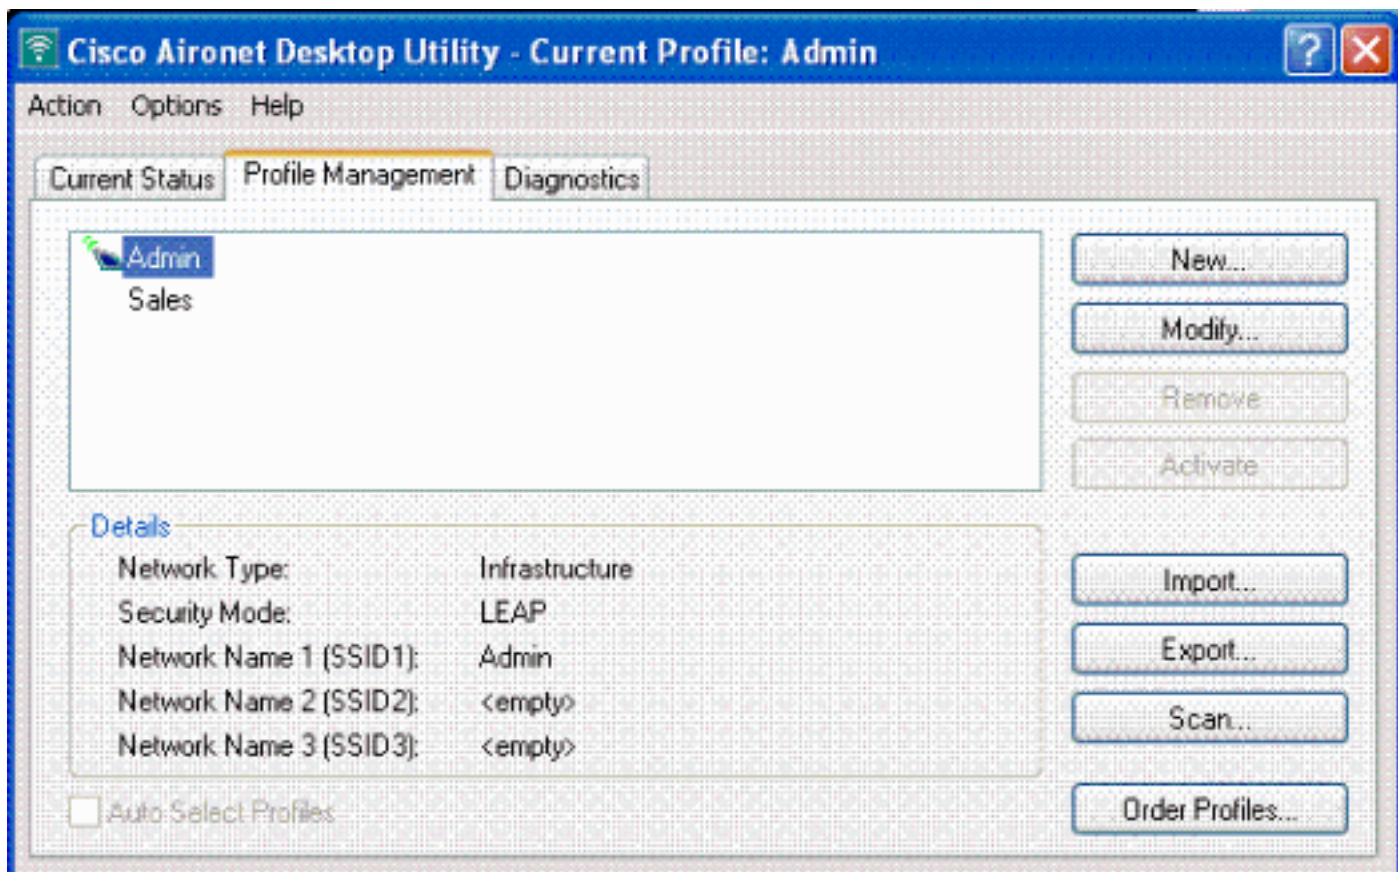 Cisco Aironet Desktop Utility - Current Profile: Admin
?
Action Options Help
Current Status Profile Management Diagnostics
Admin
Sales
New...
Modify...
Remove
Activate
Details
Network Type: Infrastructure
Security Mode: LEAP
Network Name 1 (SSID1): Admin
Network Name 2 (SSID2): <empty>
Network Name 3 (SSID3): <empty>
Import...
Export...
Scan...
Auto Select Profiles
Order Profiles...